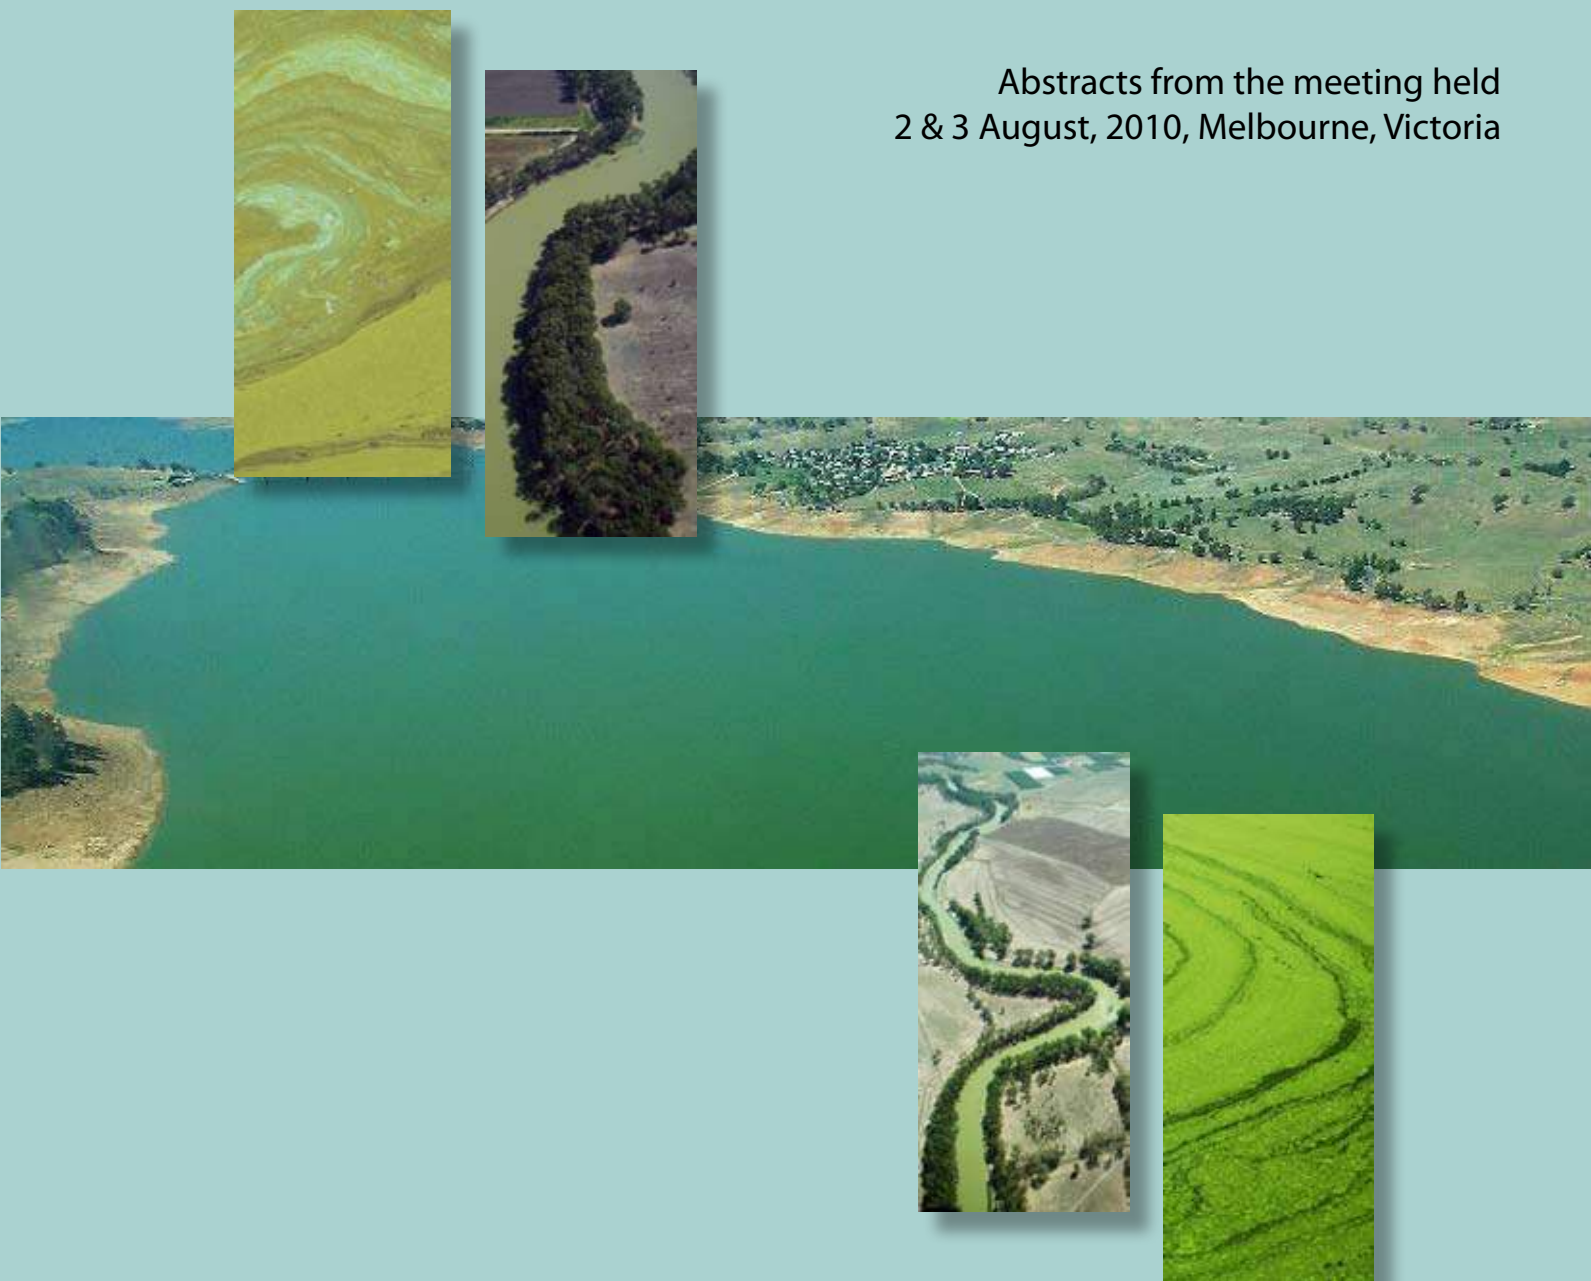 Abstracts from the meeting held
2 & 3 August, 2010, Melbourne, Victoria